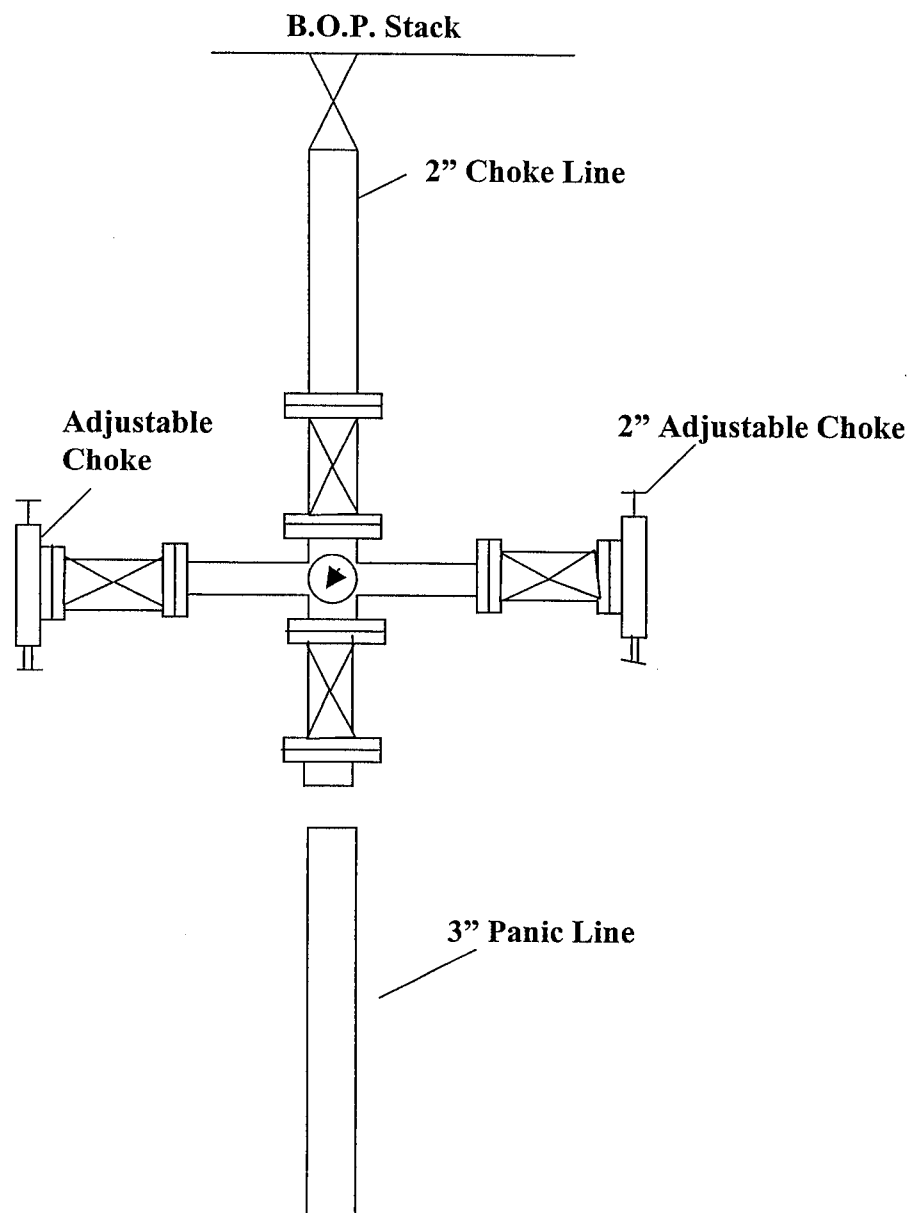 B.O.P. Stack
2” Choke Line
Adjustable
Choke
2” Adjustable Choke
3” Panic Line